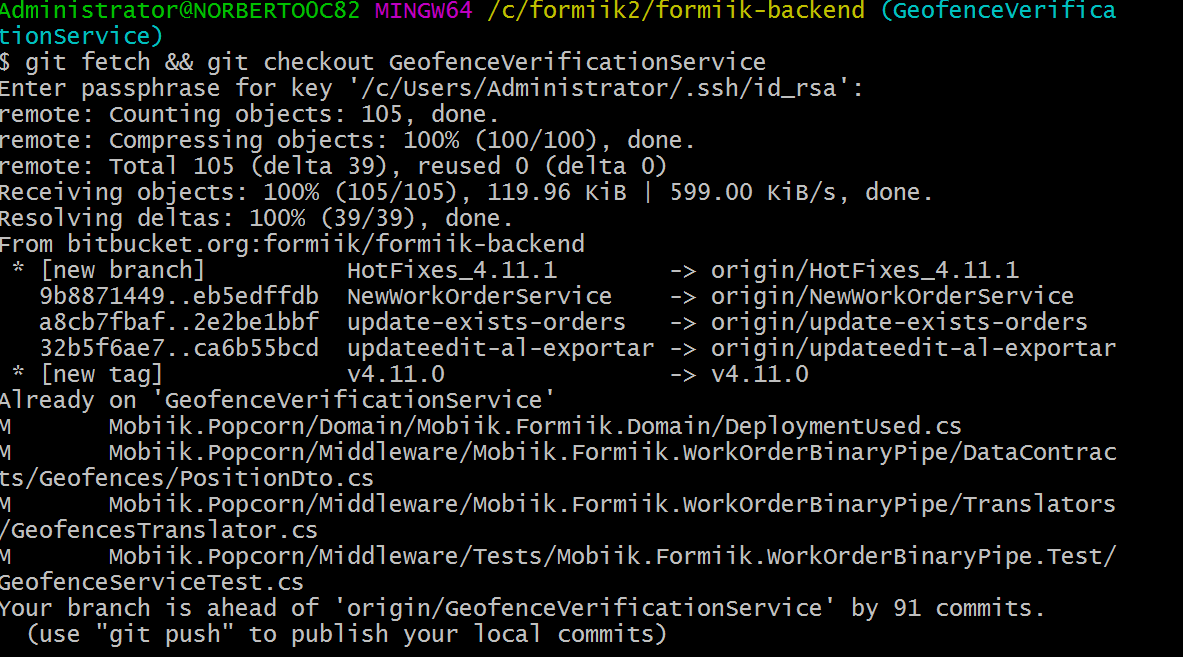 Administrator@NORBERTO0C82 MINGW64 /c/formiik2/formiik-backend (GeofenceVerifica
tionService)
$ git fetch && git checkout GeofenceVerificationService
Enter passphrase for key '/c/Users/Administrator/.ssh/id_rsa':
remote: Counting objects: 105, done.
remote: Compressing objects: 100% (100/100), done.
remote: Total 105 (delta 39), reused 0 (delta 0)
Receiving objects: 100% (105/105), 119.96 KiB | 599.00 KiB/s, done.
Resolving deltas: 100% (39/39), done.
From bitbucket.org:formiik/formiik-backend
 * [new branch]          HotFixes_4.11.1       -> origin/HotFixes_4.11.1
   9b8871449..eb5edffdb  NewWorkOrderService   -> origin/NewWorkOrderService
   a8cb7fbaf..2e2be1bbf  update-exists-orders  -> origin/update-exists-orders
   32b5f6ae7..ca6b55bcd  updateedit-al-exportar -> origin/updateedit-al-exportar
 * [new tag]             v4.11.0               -> v4.11.0
Already on 'GeofenceVerificationService'
M       Mobiik.Popcorn/Domain/Mobiik.Formiik.Domain/DeploymentUsed.cs
M       Mobiik.Popcorn/Middleware/Mobiik.Formiik.WorkOrderBinaryPipe/DataContrac
ts/Geofences/PositionDto.cs
M       Mobiik.Popcorn/Middleware/Mobiik.Formiik.WorkOrderBinaryPipe/Translators
/GeofencesTranslator.cs
M       Mobiik.Popcorn/Middleware/Tests/Mobiik.Formiik.WorkOrderBinaryPipe.Test/
GeofenceServiceTest.cs
Your branch is ahead of 'origin/GeofenceVerificationService' by 91 commits.
  (use "git push" to publish your local commits)